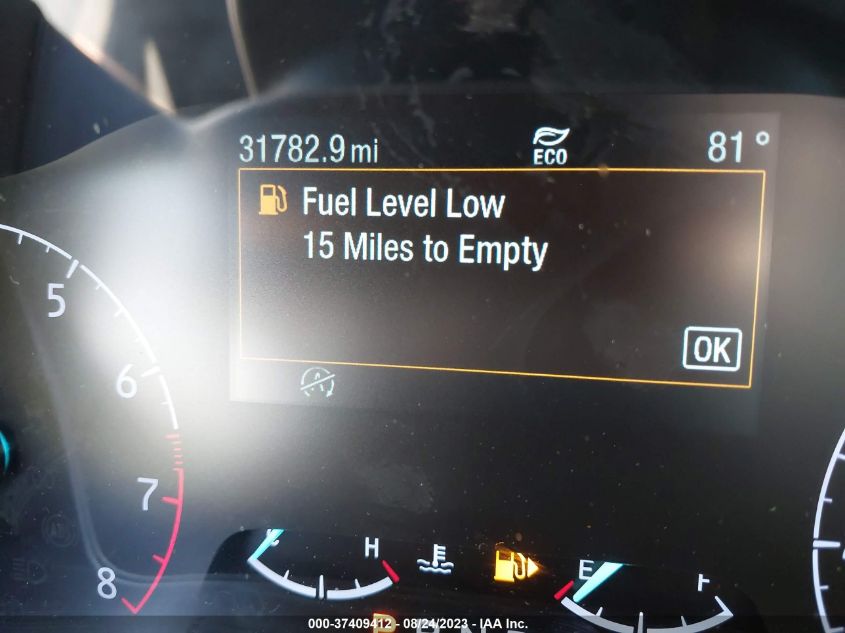 31782.9 mi ECO 81°
Fuel Level Low
15 Miles to Empty
OK
5
6
7
8
H
E
F
P R N
000-37409412 - 08/24/2023 - IAA Inc.